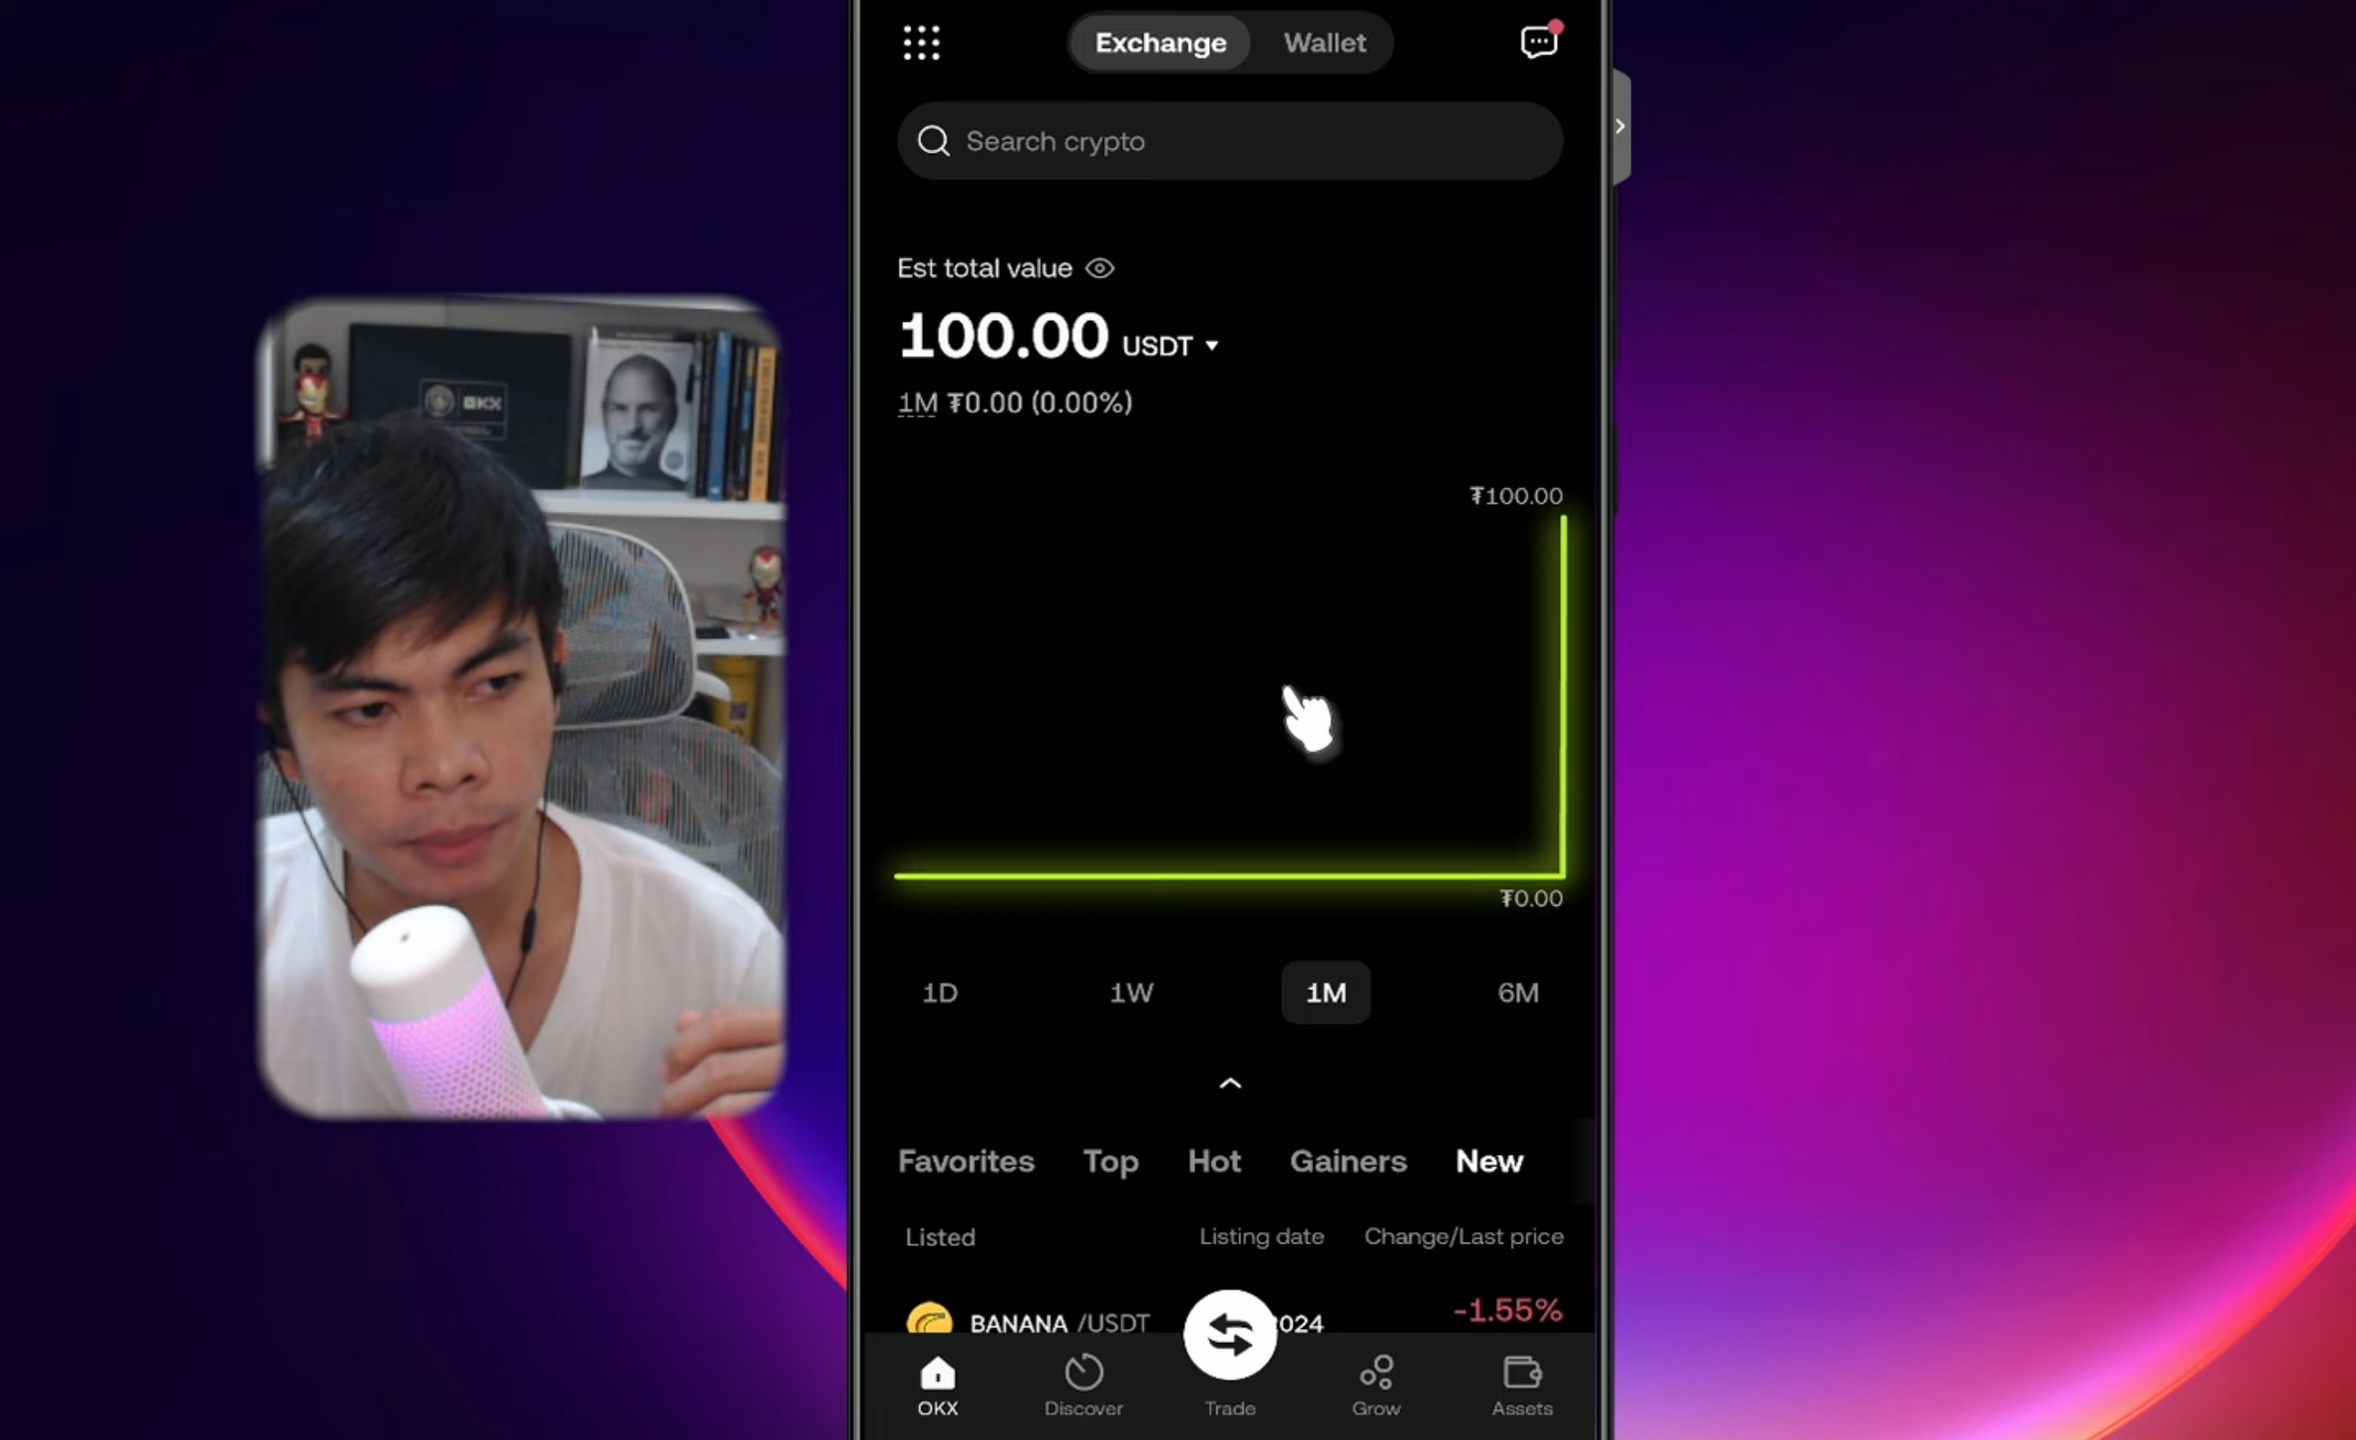 Exchange Wallet
Search crypto
Est total value
100.00 USDT
1M ₮0.00 (0.00%)
₮100.00
₮0.00
1D 1W 1M 6M
Favorites Top Hot Gainers New
Listed Listing date Change/Last price
BANANA /USDT 024 -1.55%
OKX Discover Trade Grow Assets
OKX